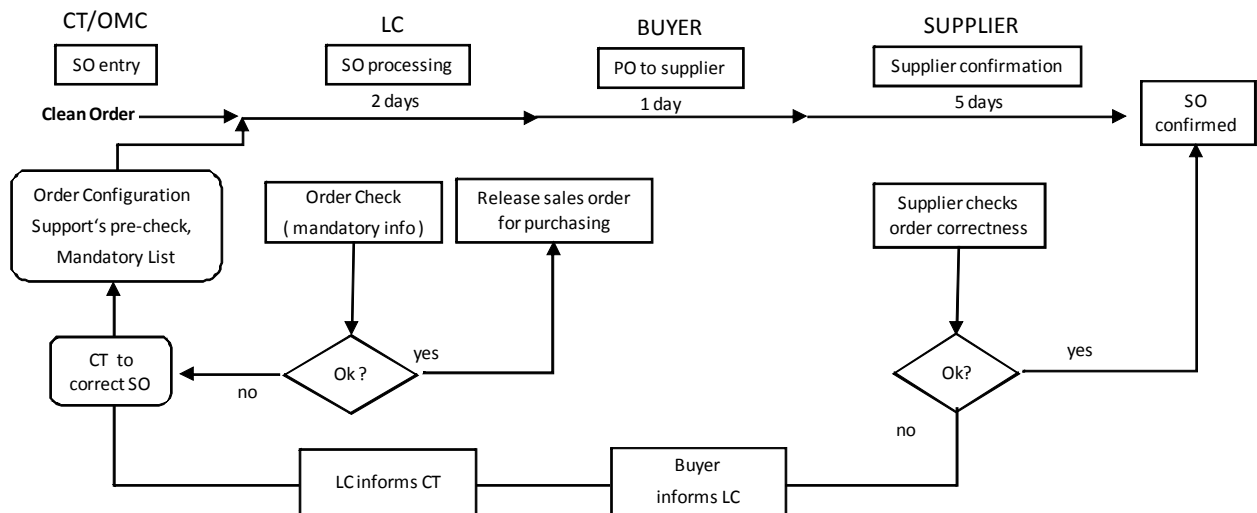 CT/OMC
LC
BUYER
SUPPLIER
SO entry
SO processing
PO to supplier
Supplier confirmation
Clean Order
2 days
1 day
5 days
SO
confirmed
Order Configuration
Support‘s pre-check,
Mandatory List
Order Check
( mandatory info )
Release sales order
for purchasing
Supplier checks
order correctness
CT to
correct SO
no
Ok ?
yes
Ok?
yes
no
LC informs CT
Buyer
informs LC